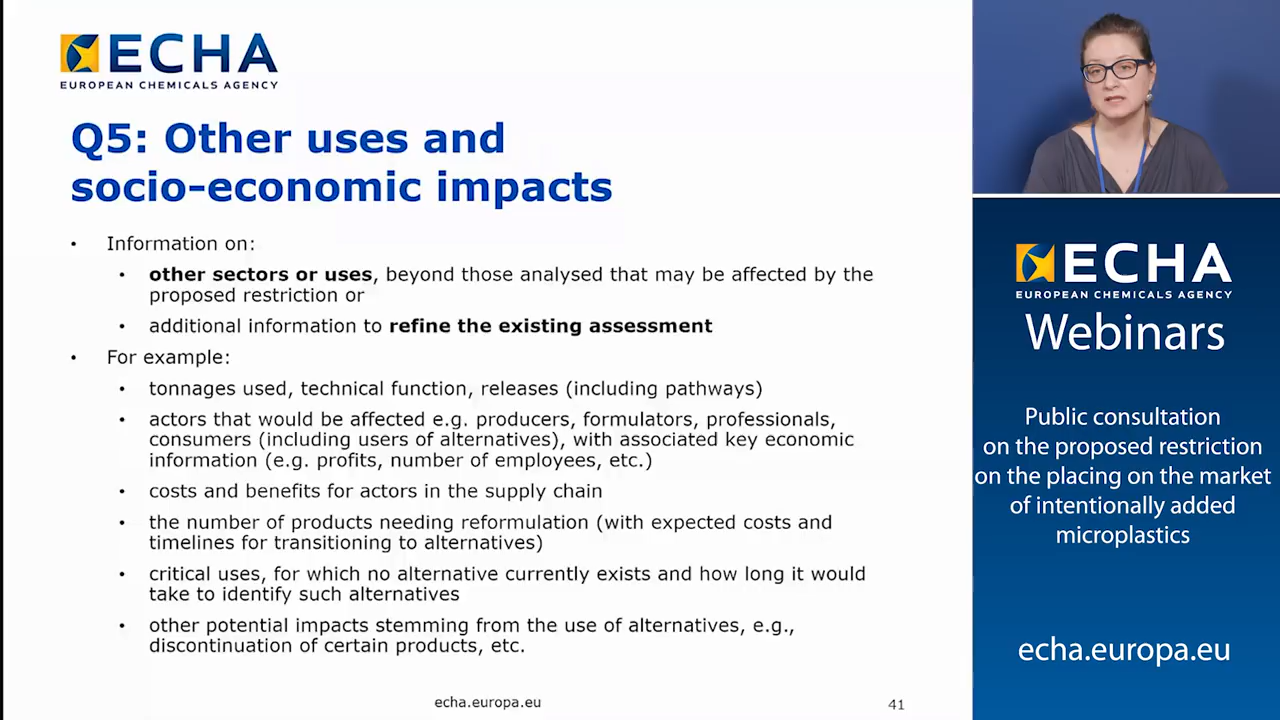 ECHA
EUROPEAN CHEMICALS AGENCY
Q5: Other uses and
socio-economic impacts
• Information on:
• other sectors or uses, beyond those analysed that may be affected by the
proposed restriction or
• additional information to refine the existing assessment
• For example:
• tonnages used, technical function, releases (including pathways)
• actors that would be affected e.g. producers, formulators, professionals,
consumers (including users of alternatives), with associated key economic
information (e.g. profits, number of employees, etc.)
• costs and benefits for actors in the supply chain
• the number of products needing reformulation (with expected costs and
timelines for transitioning to alternatives)
• critical uses, for which no alternative currently exists and how long it would
take to identify such alternatives
• other potential impacts stemming from the use of alternatives, e.g.,
discontinuation of certain products, etc.
echa.europa.eu
41
ECHA
EUROPEAN CHEMICALS AGENCY
Webinars
Public consultation
on the proposed restriction
on the placing on the market
of intentionally added
microplastics
echa.europa.eu